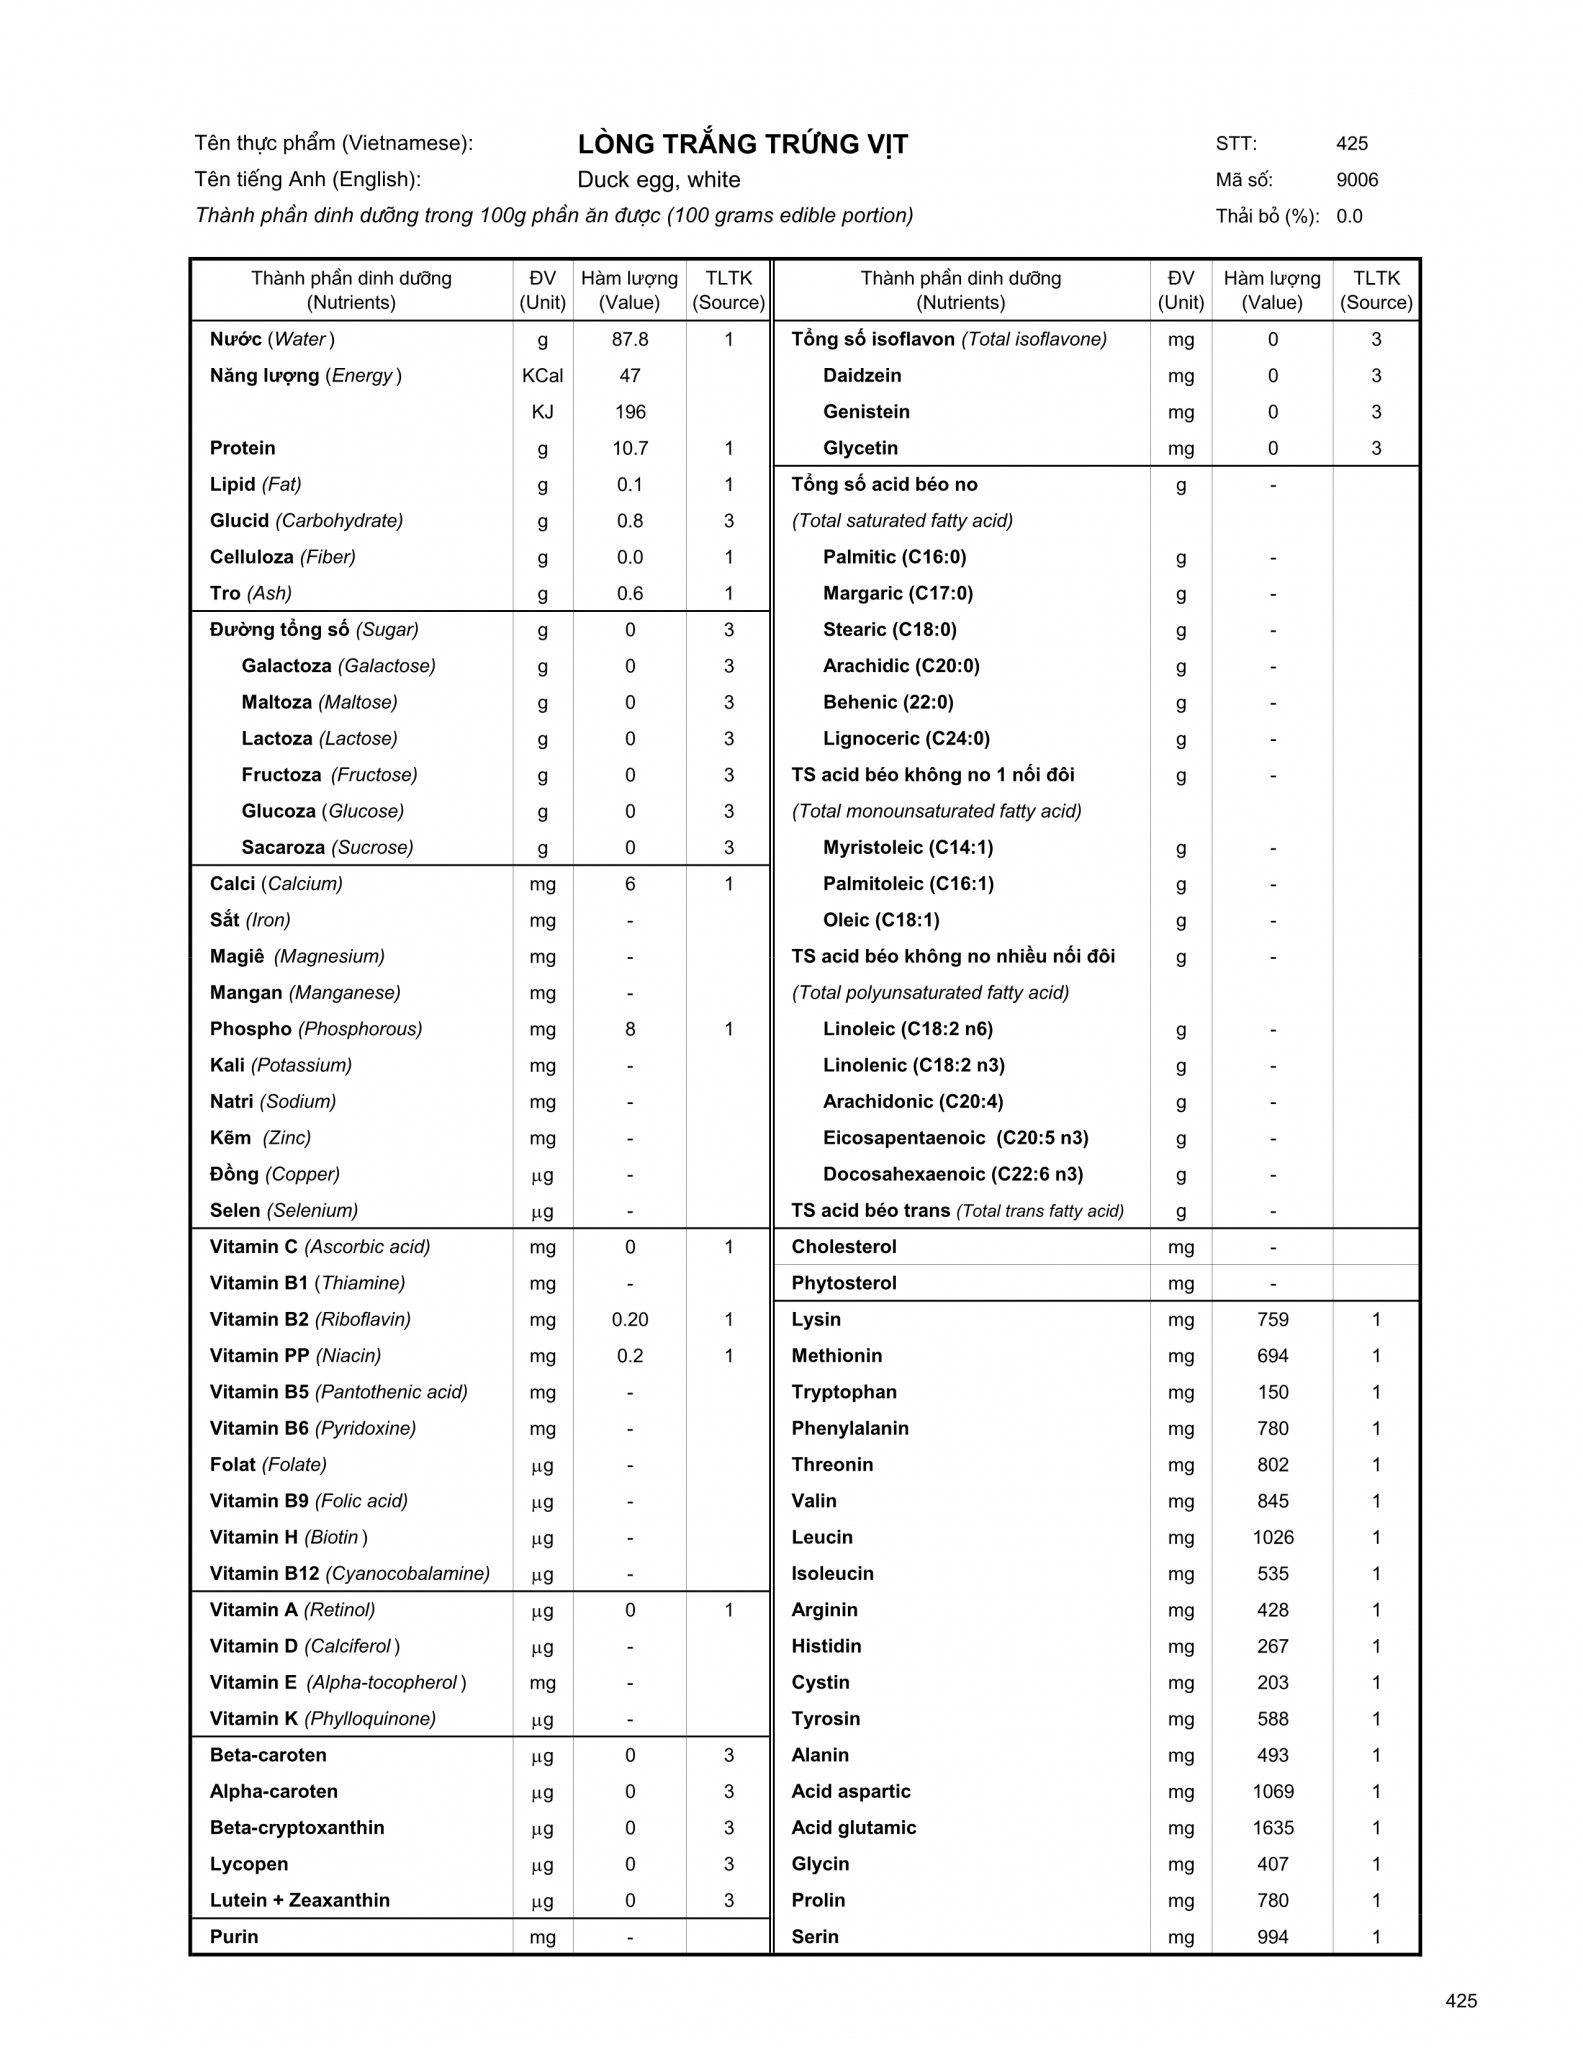 Tên thực phẩm (Vietnamese): LÒNG TRẮNG TRỨNG VỊT STT: 425
Tên tiếng Anh (English): Duck egg, white Mã số: 9006
Thành phần dinh dưỡng trong 100g phần ăn được (100 grams edible portion) Thải bỏ (%): 0.0
Thành phần dinh dưỡng ĐV Hàm lượng TLTK
(Nutrients) (Unit) (Value) (Source)
Nước (Water) g 87.8 1
Năng lượng (Energy) KCal 47
KJ 196
Protein g 10.7 1
Lipid (Fat) g 0.1 1
Glucid (Carbohydrate) g 0.8 3
Celluloza (Fiber) g 0.0 1
Tro (Ash) g 0.6 1
Đường tổng số (Sugar) g 0 3
Galactoza (Galactose) g 0 3
Maltoza (Maltose) g 0 3
Lactoza (Lactose) g 0 3
Fructoza (Fructose) g 0 3
Glucoza (Glucose) g 0 3
Sacaroza (Sucrose) g 0 3
Calci (Calcium) mg 6 1
Sắt (Iron) mg -
Magiê (Magnesium) mg -
Mangan (Manganese) mg -
Phospho (Phosphorous) mg 8 1
Kali (Potassium) mg -
Natri (Sodium) mg -
Kẽm (Zinc) mg -
Đồng (Copper) µg -
Selen (Selenium) µg -
Vitamin C (Ascorbic acid) mg 0 1
Vitamin B1 (Thiamine) mg -
Vitamin B2 (Riboflavin) mg 0.20 1
Vitamin PP (Niacin) mg 0.2 1
Vitamin B5 (Pantothenic acid) mg -
Vitamin B6 (Pyridoxine) mg -
Folat (Folate) µg -
Vitamin B9 (Folic acid) µg -
Vitamin H (Biotin) µg -
Vitamin B12 (Cyanocobalamine) µg -
Vitamin A (Retinol) µg 0 1
Vitamin D (Calciferol) µg -
Vitamin E (Alpha-tocopherol) mg -
Vitamin K (Phylloquinone) µg -
Beta-caroten µg 0 3
Alpha-caroten µg 0 3
Beta-cryptoxanthin µg 0 3
Lycopen µg 0 3
Lutein + Zeaxanthin µg 0 3
Purin mg -
Thành phần dinh dưỡng ĐV Hàm lượng TLTK
(Nutrients) (Unit) (Value) (Source)
Tổng số isoflavon (Total isoflavone) mg 0 3
Daidzein mg 0 3
Genistein mg 0 3
Glycetin mg 0 3
Tổng số acid béo no g -
(Total saturated fatty acid)
Palmitic (C16:0) g -
Margaric (C17:0) g -
Stearic (C18:0) g -
Arachidic (C20:0) g -
Behenic (22:0) g -
Lignoceric (C24:0) g -
TS acid béo không no 1 nối đôi g -
(Total monounsaturated fatty acid)
Myristoleic (C14:1) g -
Palmitoleic (C16:1) g -
Oleic (C18:1) g -
TS acid béo không no nhiều nối đôi g -
(Total polyunsaturated fatty acid)
Linoleic (C18:2 n6) g -
Linolenic (C18:2 n3) g -
Arachidonic (C20:4) g -
Eicosapentaenoic (C20:5 n3) g -
Docosahexaenoic (C22:6 n3) g -
TS acid béo trans (Total trans fatty acid) g -
Cholesterol mg -
Phytosterol mg -
Lysin mg 759 1
Methionin mg 694 1
Tryptophan mg 150 1
Phenylalanin mg 780 1
Threonin mg 802 1
Valin mg 845 1
Leucin mg 1026 1
Isoleucin mg 535 1
Arginin mg 428 1
Histidin mg 267 1
Cystin mg 203 1
Tyrosin mg 588 1
Alanin mg 493 1
Acid aspartic mg 1069 1
Acid glutamic mg 1635 1
Glycin mg 407 1
Prolin mg 780 1
Serin mg 994 1
425